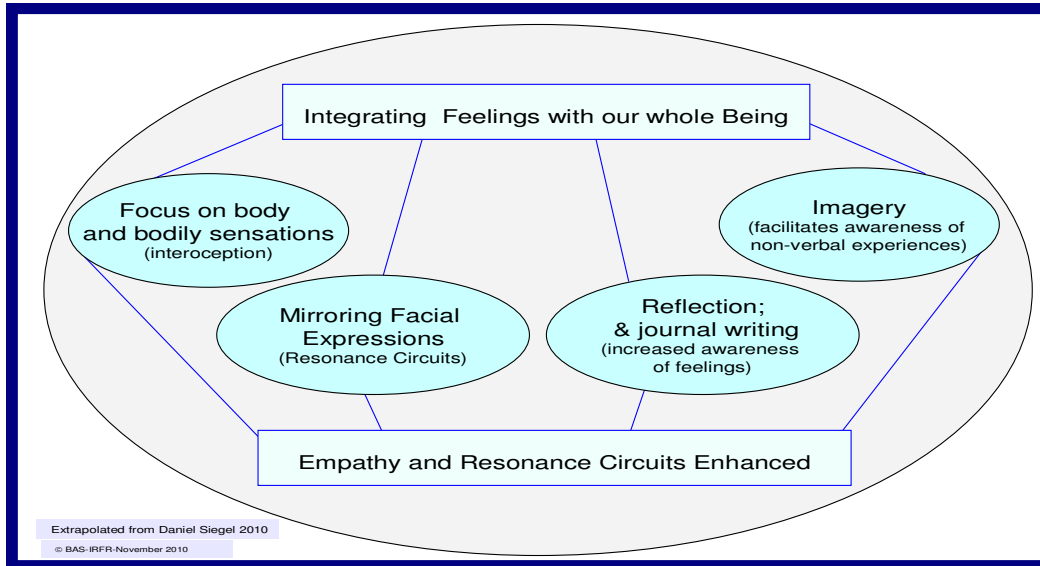 Integrating Feelings with our whole Being
Focus on body
and bodily sensations
(interoception)
Imagery
(facilitates awareness of
non-verbal experiences)
Mirroring Facial
Expressions
(Resonance Circuits)
Reflection;
& journal writing
(increased awareness
of feelings)
Empathy and Resonance Circuits Enhanced
Extrapolated from Daniel Siegel 2010
© BAS-IRFR-November 2010